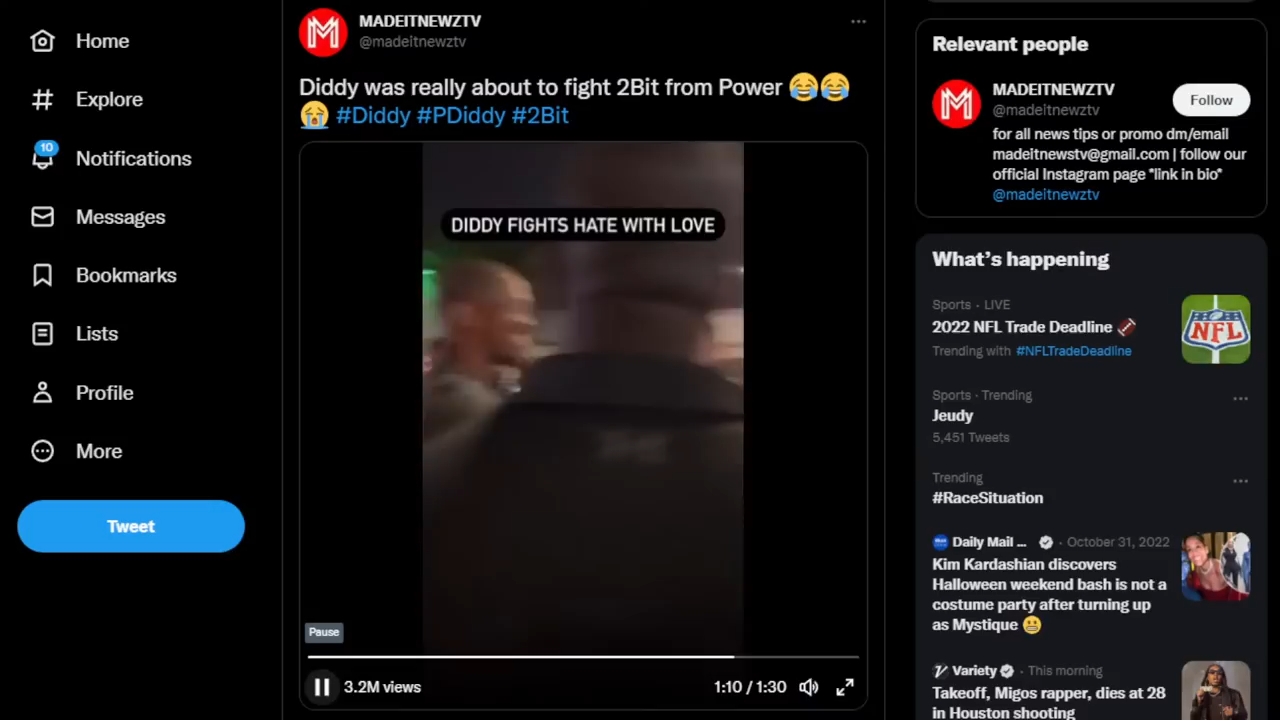 Home
Explore
10
Notifications
Messages
Bookmarks
Lists
Profile
More
Tweet
MADEITNEWZTV
@madeitnewztv
Diddy was really about to fight 2Bit from Power 😂😂
😭 #Diddy #PDiddy #2Bit
DIDDY FIGHTS HATE WITH LOVE
Pause
3.2M views
1:10 / 1:30
Relevant people
MADEITNEWZTV
@madeitnewztv
Follow
for all news tips or promo dm/email
madeitnewstv@gmail.com | follow our
official Instagram page *link in bio*
@madeitnewztv
What's happening
Sports · LIVE
2022 NFL Trade Deadline 🏈
Trending with #NFLTradeDeadline
NFL
Sports · Trending
Jeudy
5,451 Tweets
Trending
#RaceSituation
Daily Mail ... · October 31, 2022
Kim Kardashian discovers
Halloween weekend bash is not a
costume party after turning up
as Mystique 😬
Variety · This morning
Takeoff, Migos rapper, dies at 28
in Houston shooting